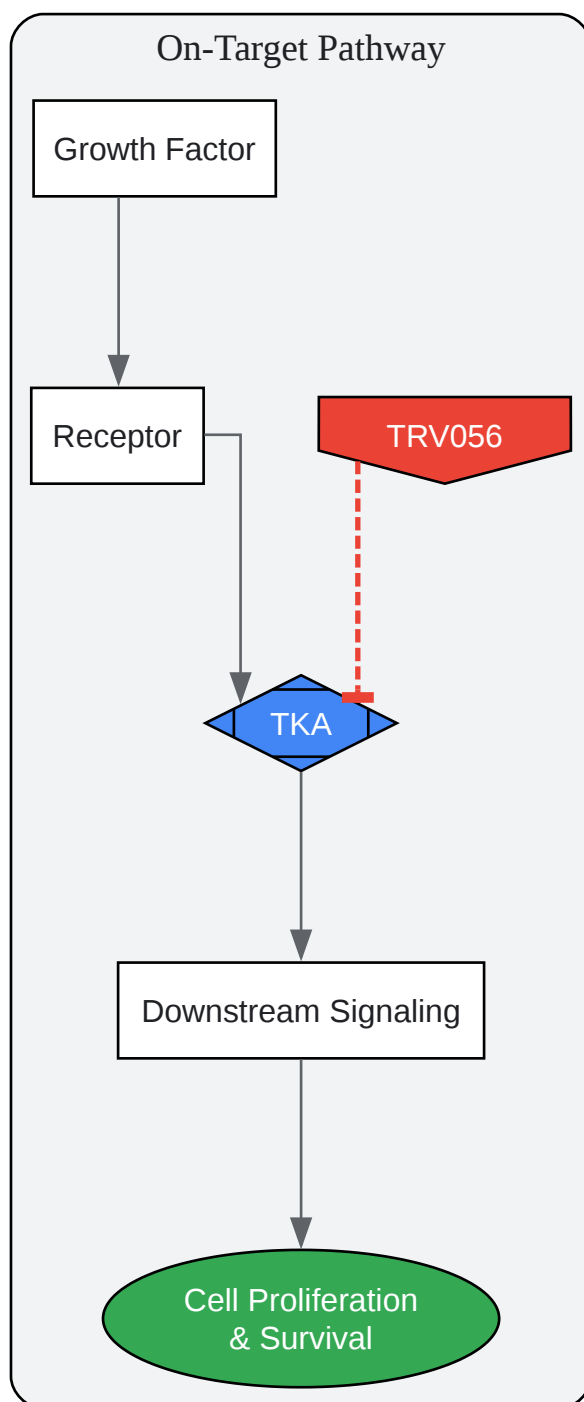 On-Target Pathway
Growth Factor
Receptor
TRV056
TKA
Downstream Signaling
Cell Proliferation
& Survival